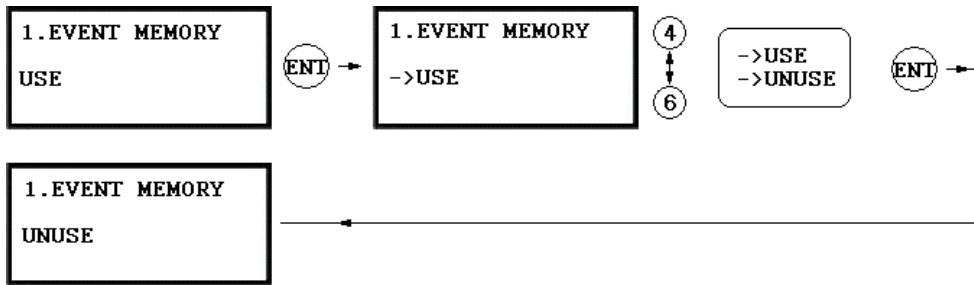 1.EVENT MEMORY
USE
ENT
1.EVENT MEMORY
->USE
4
6
->USE
->UNUSE
ENT
1.EVENT MEMORY
UNUSE